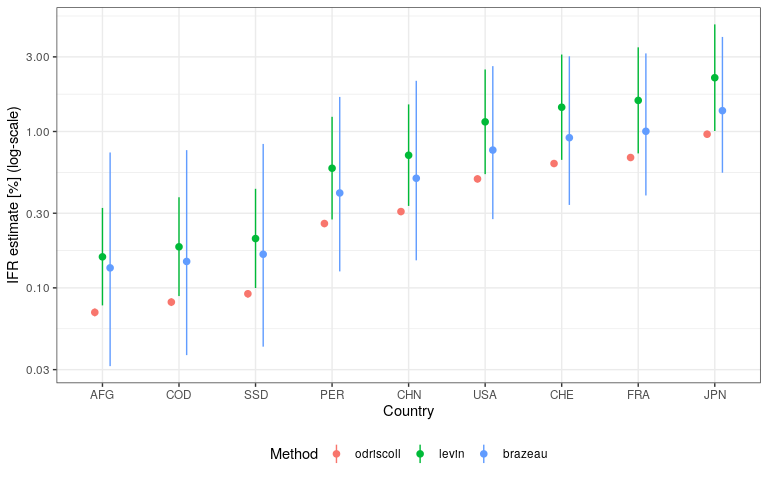 IFR estimate [%] (log-scale)
3.00
1.00
0.30
0.10
0.03
AFG COD SSD PER CHN USA CHE FRA JPN
Country
Method odriscoll levin brazeau